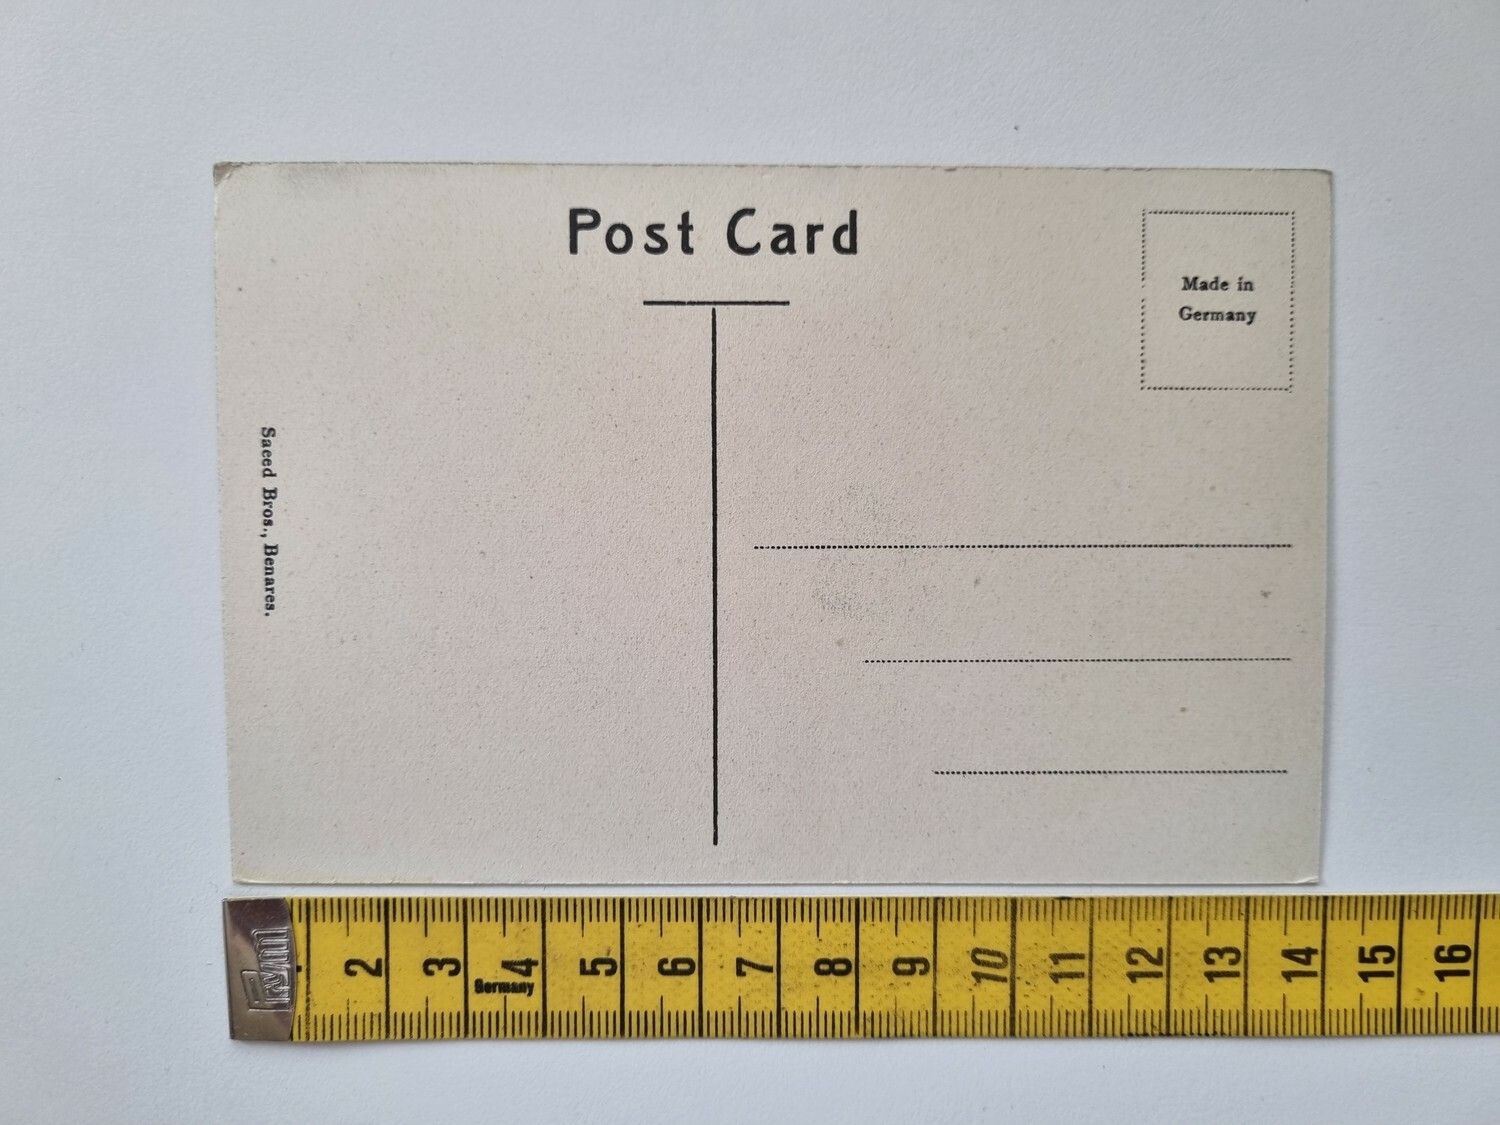 Post Card
Made in
Germany
Saeed Bros., Benares.
Prym
2 3 4 5 6 7 8 9 10 11 12 13 14 15 16
Germany